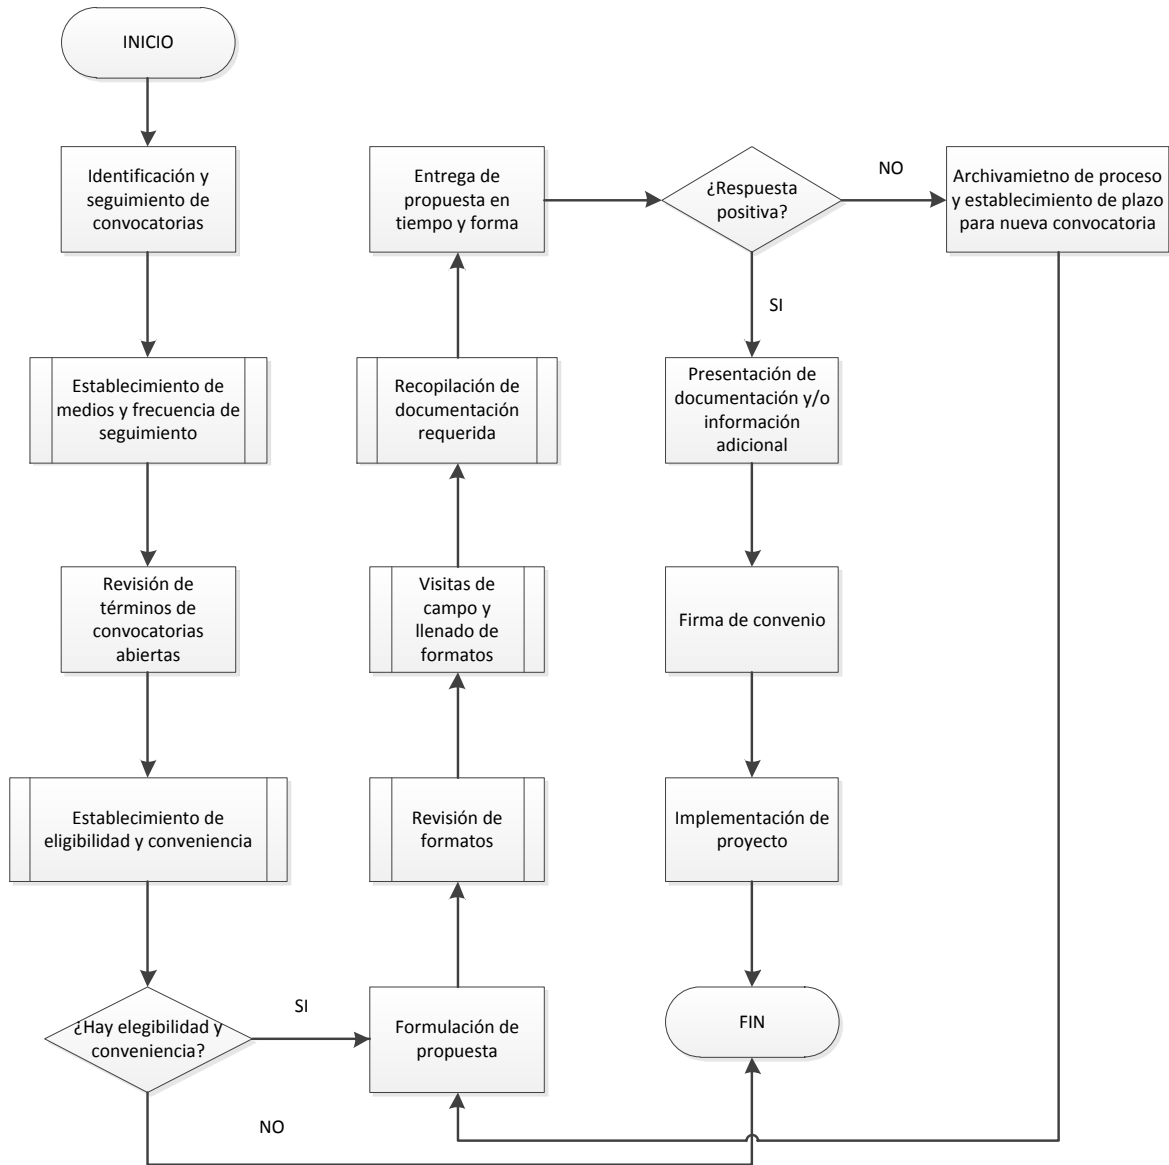 INICIO
Identificación y
seguimiento de
convocatorias
Establecimiento de
medios y frecuencia de
seguimiento
Revisión de
términos de
convocatorias
abiertas
Establecimiento de
eligibilidad y conveniencia
¿Hay elegibilidad y
conveniencia?
SI
NO
Formulación de
propuesta
Revisión de
formatos
Visitas de
campo y
llenado de
formatos
Recopilación de
documentación
requerida
Entrega de
propuesta en
tiempo y forma
¿Respuesta
positiva?
NO
Archivamietno de proceso
y establecimiento de plazo
para nueva convocatoria
SI
Presentación de
documentación y/o
información
adicional
Firma de convenio
Implementación de
proyecto
FIN